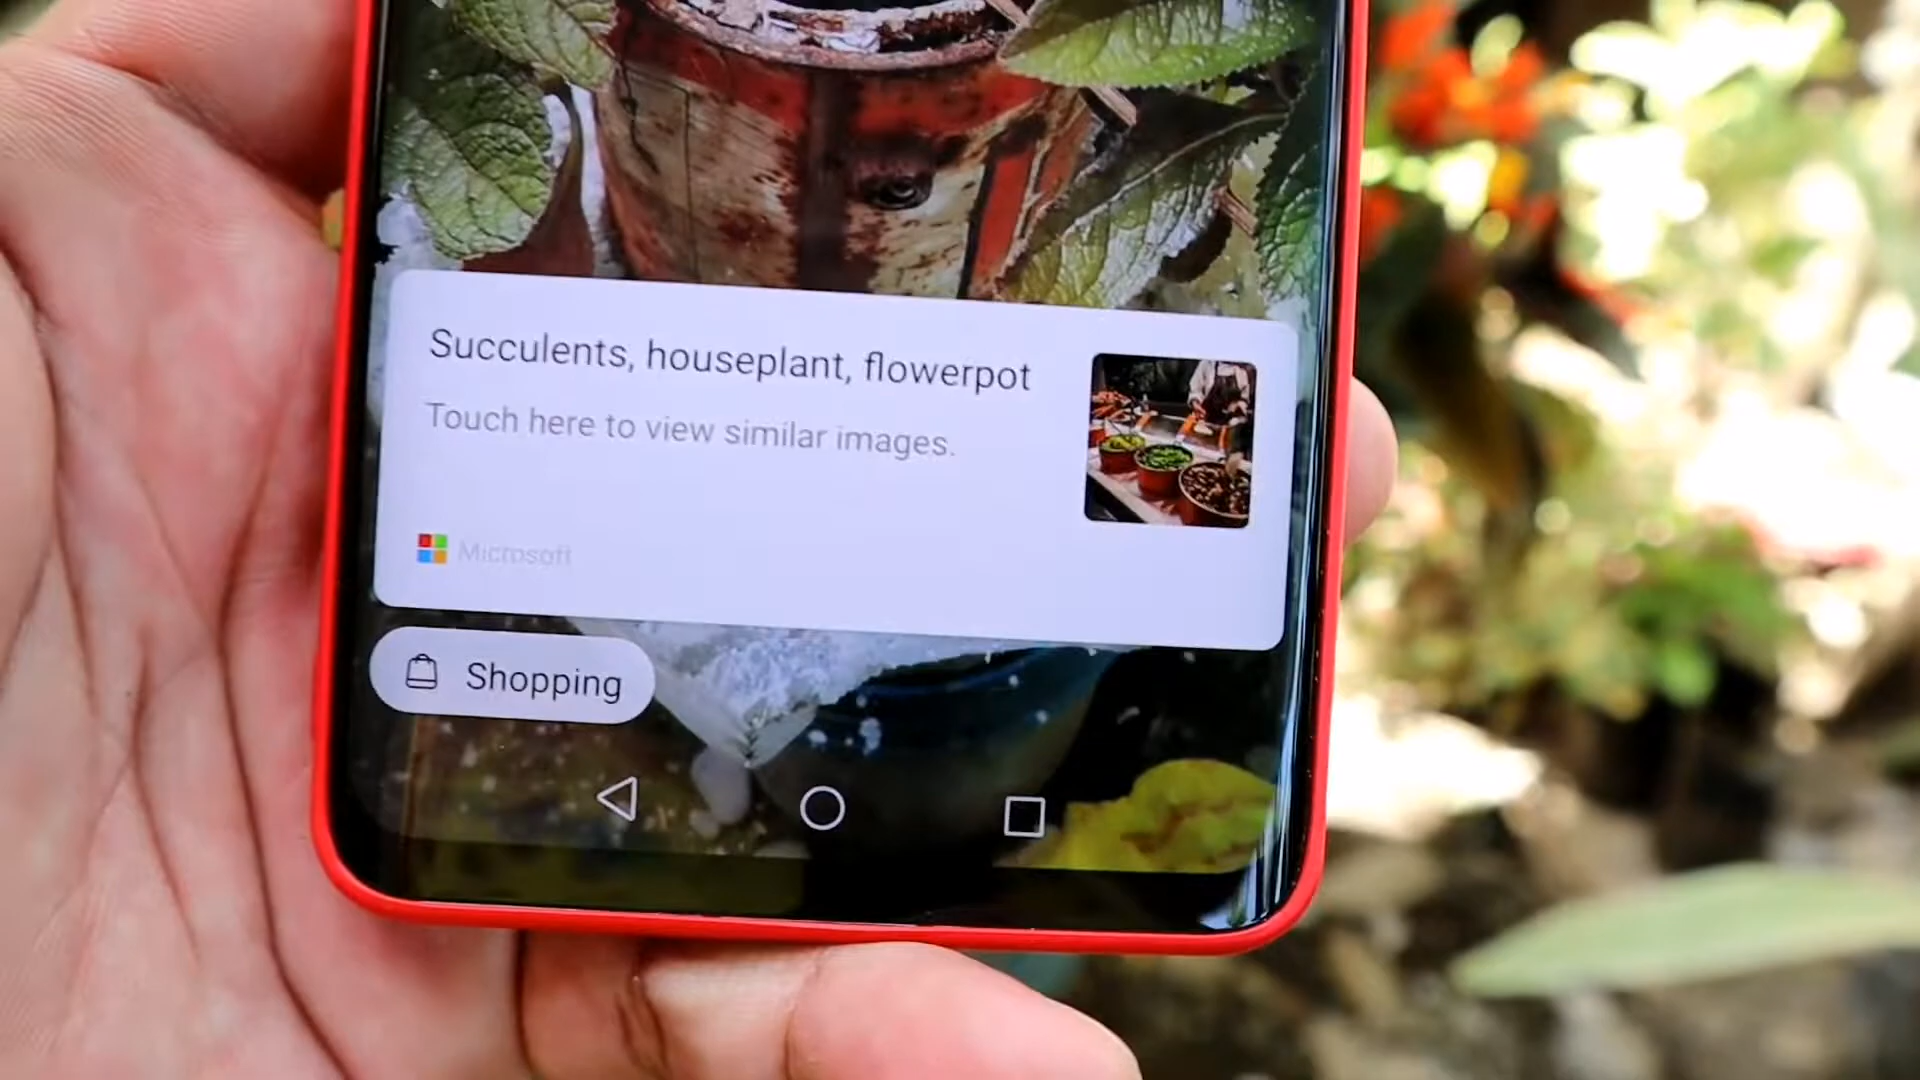 Succulents, houseplant, flowerpot
Touch here to view similar images.
Microsoft
Shopping